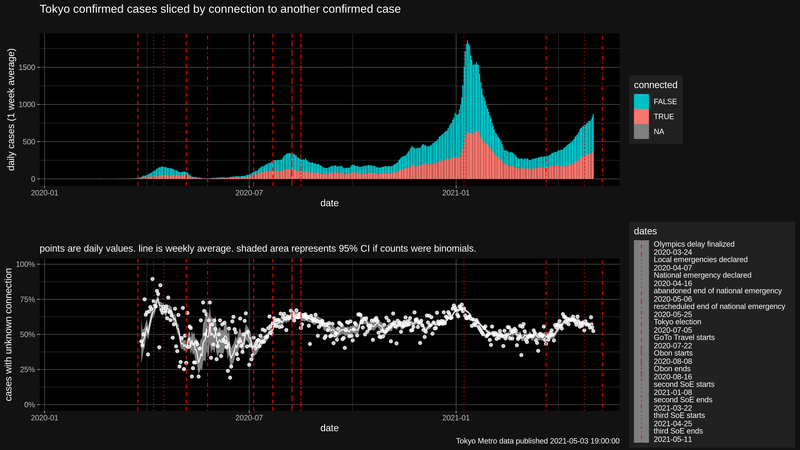 Tokyo confirmed cases sliced by connection to another confirmed case
daily cases (1 week average)
1500
1000
500
0
2020-01
2020-07
2021-01
date
connected
FALSE
TRUE
NA
points are daily values. line is weekly average. shaded area represents 95% CI if counts were binomials.
cases with unknown connection
100%
75%
50%
25%
0%
2020-01
2020-07
2021-01
date
dates
Olympics delay finalized
2020-03-24
Local emergencies declared
2020-04-07
National emergency declared
2020-04-16
abandoned end of national emergency
2020-05-06
rescheduled end of national emergency
2020-05-25
Tokyo election
2020-07-05
GoTo Travel starts
2020-07-22
Obon starts
2020-08-08
Obon ends
2020-08-16
second SoE starts
2021-01-08
second SoE ends
2021-03-22
third SoE starts
2021-04-25
third SoE ends
2021-05-11
Tokyo Metro data published 2021-05-03 19:00:00